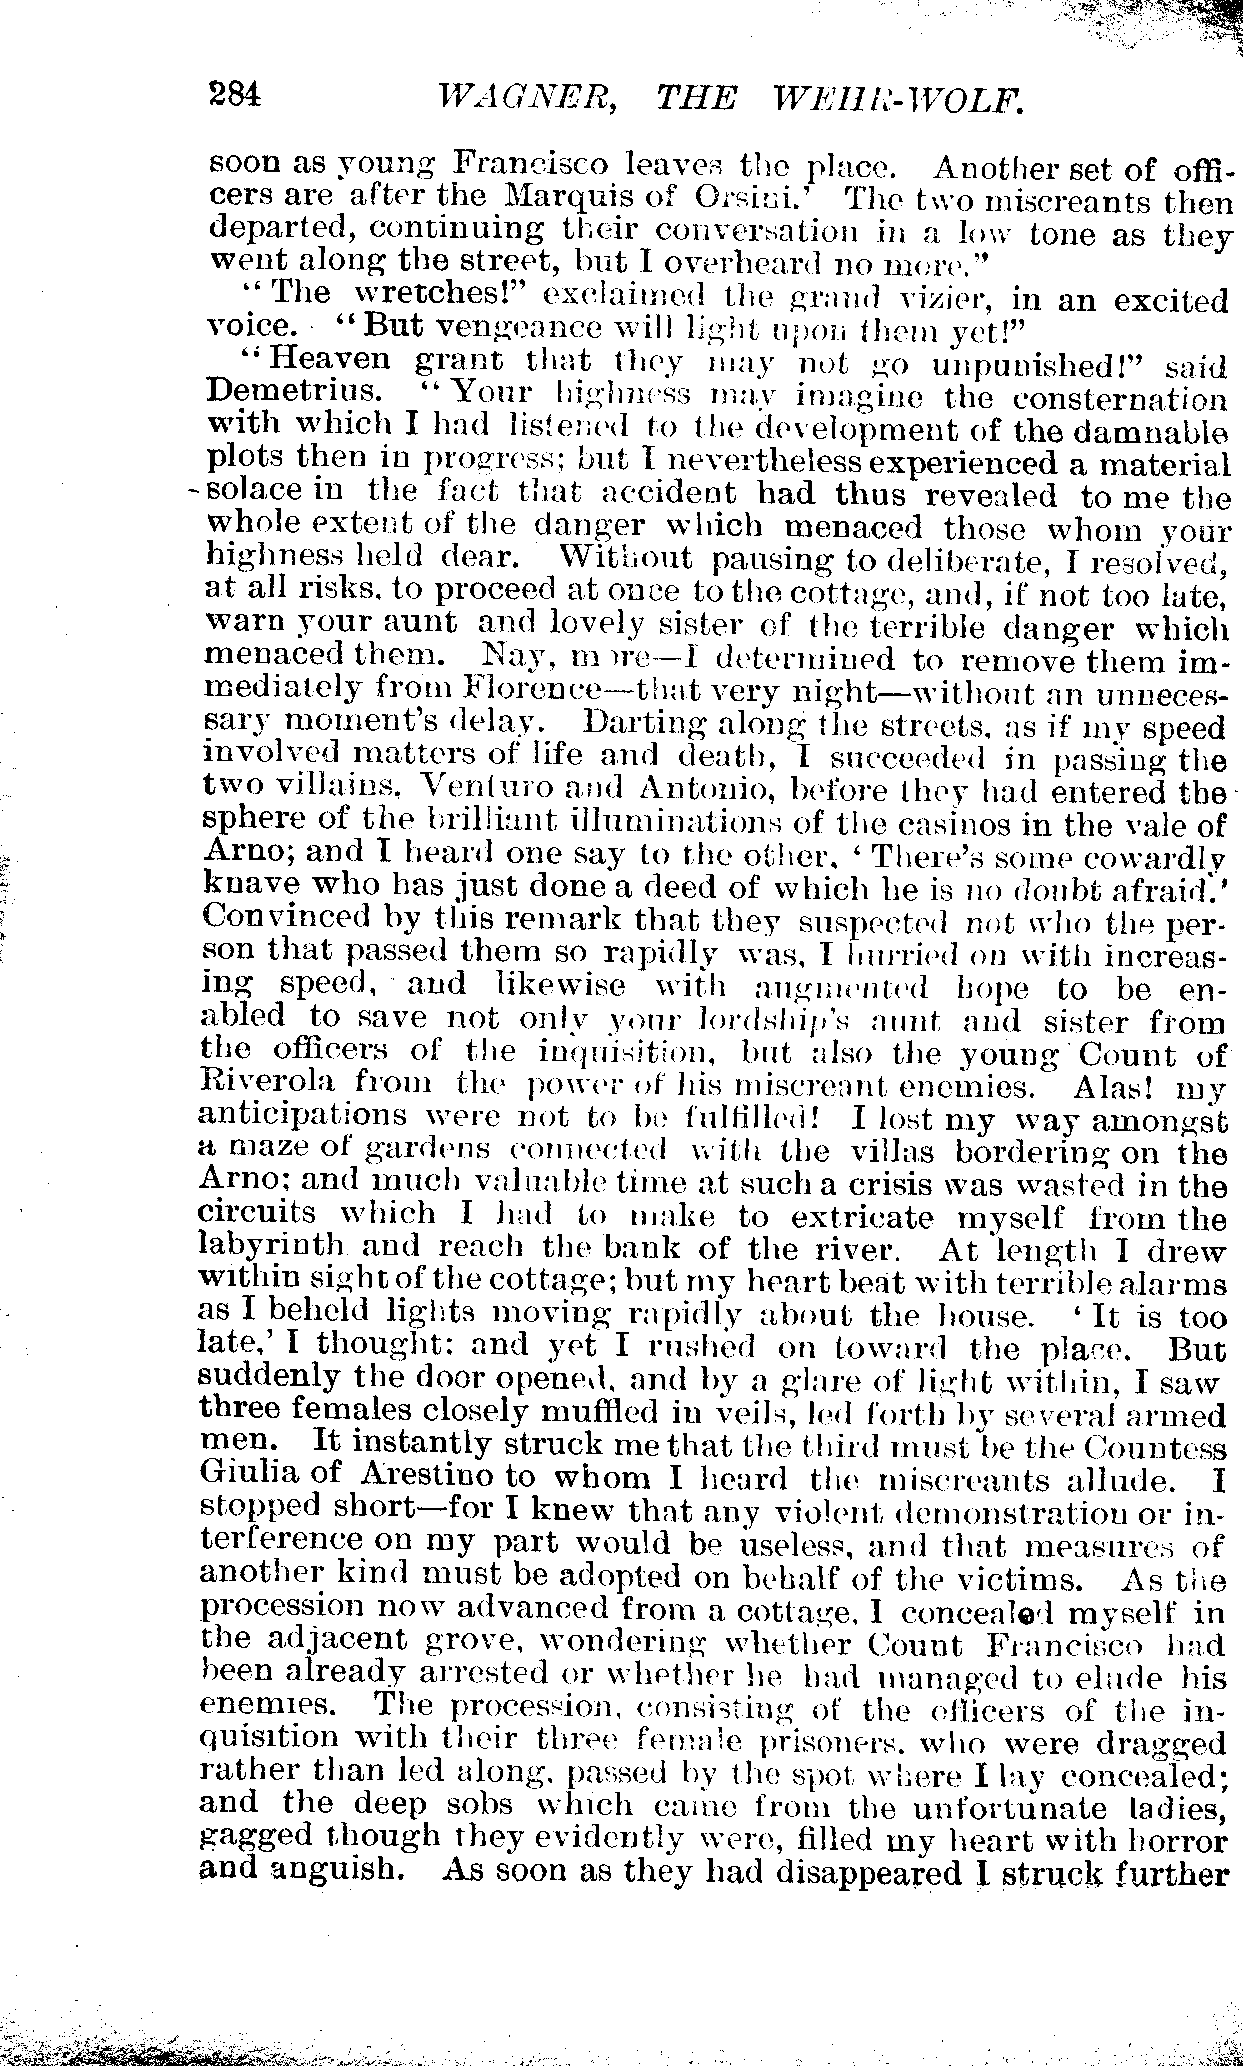 284 WAGNER, THE WEHR-WOLF.
soon as young Francisco leaves the place. Another set of offi-
cers are after the Marquis of Orsini.' The two miscreants then
departed, continuing their conversation in a low tone as they
went along the street, but I overheard no more."
"The wretches!" exclaimed the grand vizier, in an excited
voice. "But vengeance will light upon them yet!"
"Heaven grant that they may not go unpunished!" said
Demetrius. "Your highness may imagine the consternation
with which I had listened to the development of the damnable
plots then in progress; but I nevertheless experienced a material
solace in the fact that accident had thus revealed to me the
whole extent of the danger which menaced those whom your
highness held dear. Without pausing to deliberate, I resolved,
at all risks, to proceed at once to the cottage, and, if not too late,
warn your aunt and lovely sister of the terrible danger which
menaced them. Nay, more—I determined to remove them im-
mediately from Florence—that very night—without an unneces-
sary moment's delay. Darting along the streets, as if my speed
involved matters of life and death, I succeeded in passing the
two villains, Venturo and Antonio, before they had entered the
sphere of the brilliant illuminations of the casinos in the vale of
Arno; and I heard one say to the other, 'There's some cowardly
knave who has just done a deed of which he is no doubt afraid.'
Convinced by this remark that they suspected not who the per-
son that passed them so rapidly was, I hurried on with increas-
ing speed, and likewise with augmented hope to be en-
abled to save not only your lordship's aunt and sister from
the officers of the inquisition, but also the young Count of
Riverola from the power of his miscreant enemies. Alas! my
anticipations were not to be fulfilled! I lost my way amongst
a maze of gardens connected with the villas bordering on the
Arno; and much valuable time at such a crisis was wasted in the
circuits which I had to make to extricate myself from the
labyrinth and reach the bank of the river. At length I drew
within sight of the cottage; but my heart beat with terrible alarms
as I beheld lights moving rapidly about the house. 'It is too
late,' I thought: and yet I rushed on toward the place. But
suddenly the door opened, and by a glare of light within, I saw
three females closely muffled in veils, led forth by several armed
men. It instantly struck me that the third must be the Countess
Giulia of Arestino to whom I heard the miscreants allude. I
stopped short—for I knew that any violent demonstration or in-
terference on my part would be useless, and that measures of
another kind must be adopted on behalf of the victims. As the
procession now advanced from a cottage, I concealed myself in
the adjacent grove, wondering whether Count Francisco had
been already arrested or whether he had managed to elude his
enemies. The procession, consisting of the officers of the in-
quisition with their three female prisoners, who were dragged
rather than led along, passed by the spot where I lay concealed;
and the deep sobs which came from the unfortunate ladies,
gagged though they evidently were, filled my heart with horror
and anguish. As soon as they had disappeared I struck further